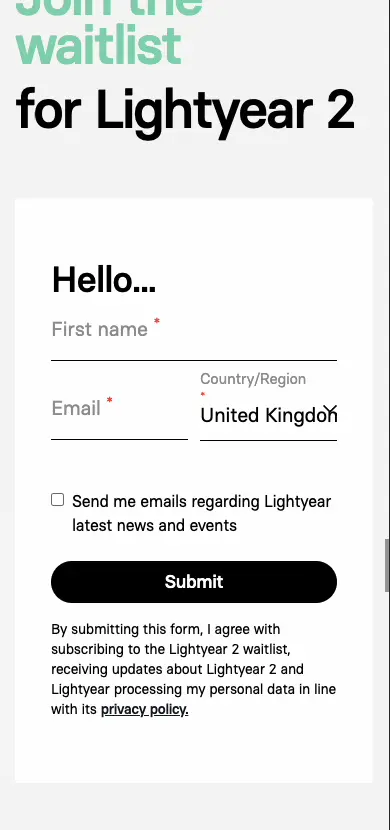 Join the
waitlist
for Lightyear 2
Hello...
First name *
Country/Region
*
Email *
United Kingdom
Send me emails regarding Lightyear
latest news and events
Submit
By submitting this form, I agree with
subscribing to the Lightyear 2 waitlist,
receiving updates about Lightyear 2 and
Lightyear processing my personal data in line
with its privacy policy.